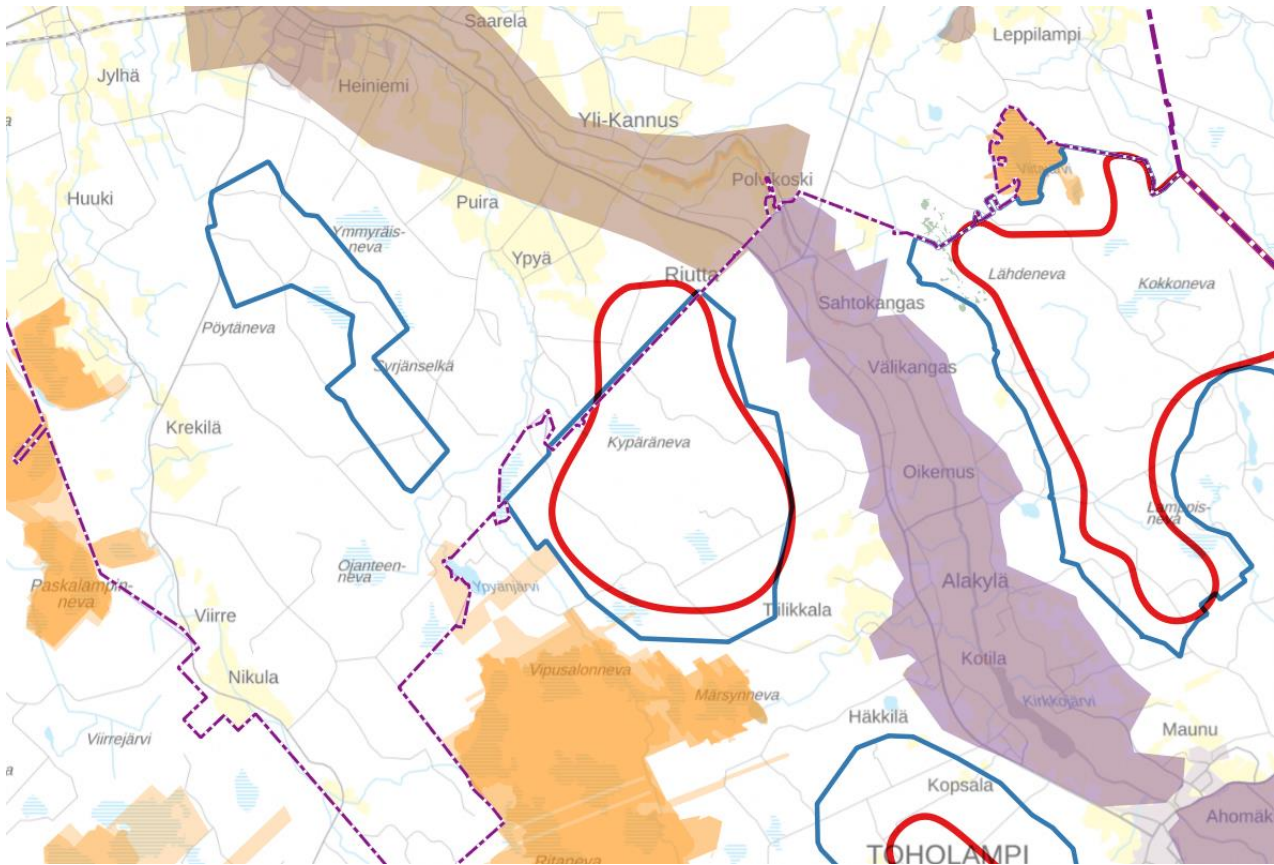 Saarela
Leppilampi
Jylhä
Heiniemi
Yli-Kannus
Polvikoski
Huuki
Puira
Ymmyräis-
neva
Ypyä
Riutta
Lähdeneva
Kokkoneva
Sahtokangas
Pöytäneva
Syrjänselkä
Välikangas
Krekilä
Kypäräneva
Oikemus
Lampois-
neva
Ojanteen-
neva
Paskalampin-
neva
Ypyänjärvi
Alakylä
Viirre
Tiilikkala
Kotila
Nikula
Vipusalonneva
Märsynneva
Kirkkojärvi
Häkkilä
Maunu
Viirrejärvi
Kopsala
Ahomäk
TOHOLAMPI
Ritaneva